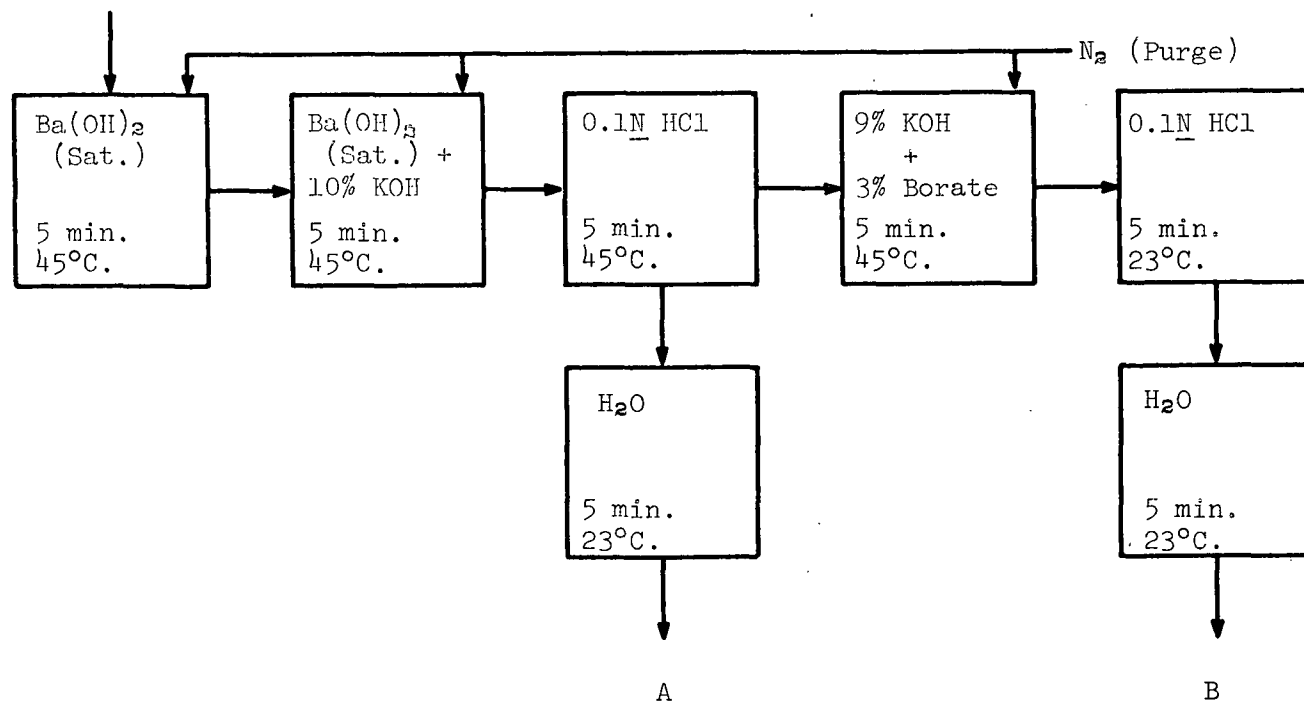 N₂ (Purge)
Ba(OH)₂
(Sat.)
5 min.
45°C.
Ba(OH)₂
(Sat.) +
10% KOH
5 min.
45°C.
0.1N HCl
5 min.
45°C.
9% KOH
+
3% Borate
5 min.
45°C.
0.1N HCl
5 min.
23°C.
H₂O
5 min.
23°C.
H₂O
5 min.
23°C.
A
B